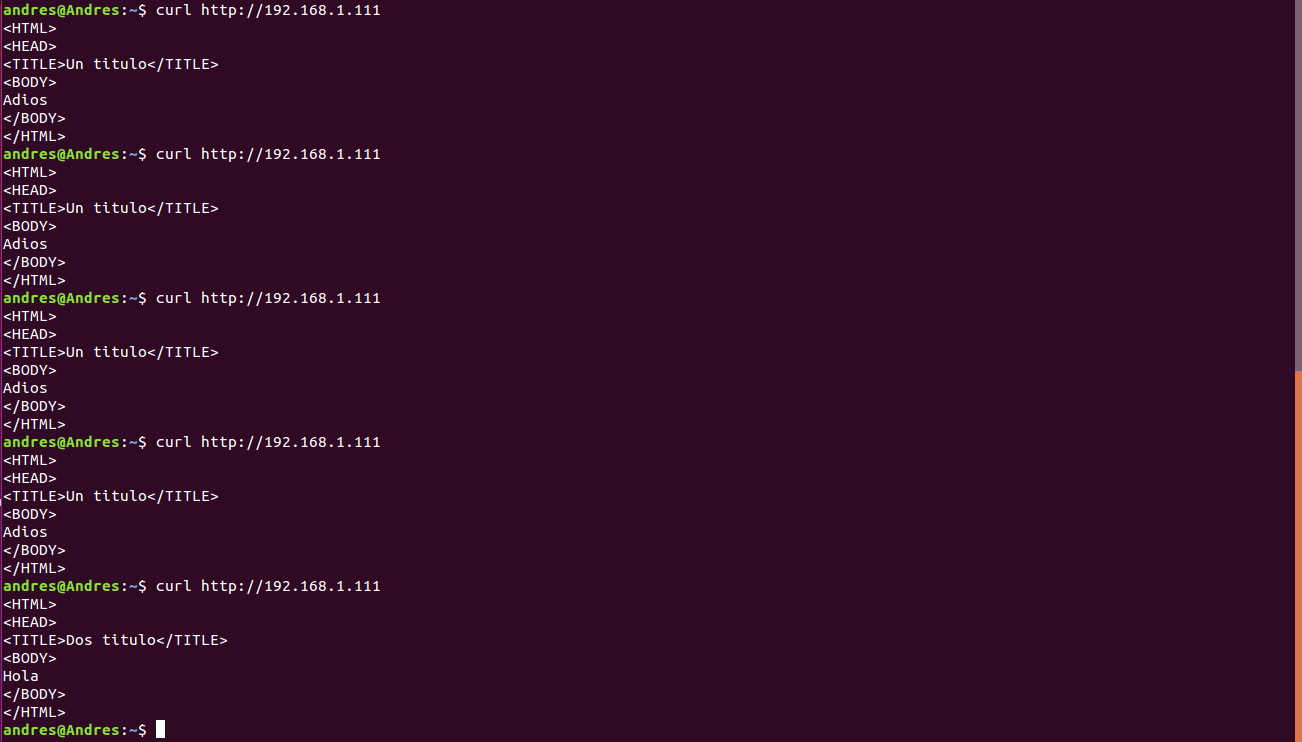 andres@Andres:~$ curl http://192.168.1.111
<HTML>
<HEAD>
<TITLE>Un titulo</TITLE>
<BODY>
Adios
</BODY>
</HTML>
andres@Andres:~$ curl http://192.168.1.111
<HTML>
<HEAD>
<TITLE>Un titulo</TITLE>
<BODY>
Adios
</BODY>
</HTML>
andres@Andres:~$ curl http://192.168.1.111
<HTML>
<HEAD>
<TITLE>Un titulo</TITLE>
<BODY>
Adios
</BODY>
</HTML>
andres@Andres:~$ curl http://192.168.1.111
<HTML>
<HEAD>
<TITLE>Un titulo</TITLE>
<BODY>
Adios
</BODY>
</HTML>
andres@Andres:~$ curl http://192.168.1.111
<HTML>
<HEAD>
<TITLE>Dos titulo</TITLE>
<BODY>
Hola
</BODY>
</HTML>
andres@Andres:~$